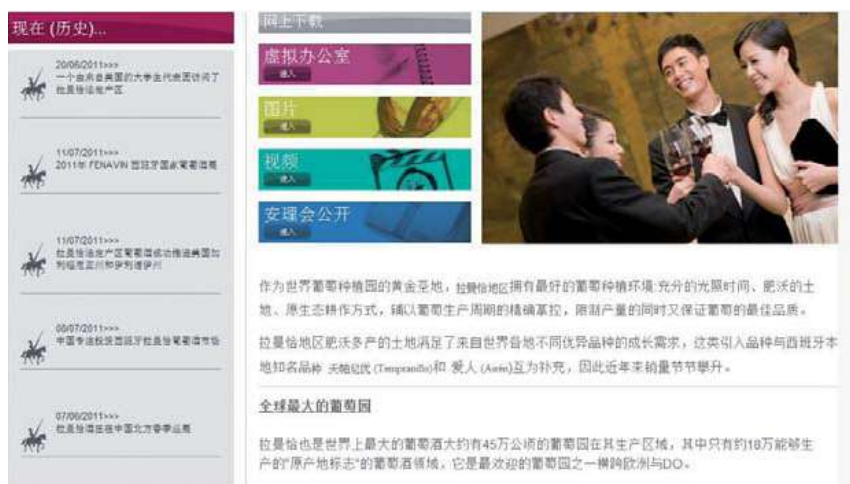 现在 (历史)...
20/06/2011>>>
一个由来自美国的大学生代表团访问了
拉曼恰法定产区
11/07/2011>>>
2011年 FENAVIN 西班牙国家葡萄酒展
11/07/2011>>>
拉曼恰法定产区葡萄酒成功推进美国加
利福尼亚州和伊利诺伊州
08/07/2011>>>
中国专注投资西班牙拉曼恰葡萄酒市场
07/06/2011>>>
拉曼恰酒庄在中国北方春季巡展
网上下载
虚拟办公室
进入
图片
进入
视频
进入
安理会公开
进入
作为世界葡萄种植园的黄金圣地，拉曼恰地区拥有最好的葡萄种植环境:充分的光照时间、肥沃的土
地、原生态耕作方式，辅以葡萄生产周期的精确掌控，限制产量的同时又保证葡萄的最佳品质。
拉曼恰地区肥沃多产的土地满足了来自世界各地不同优异品种的成长需求，这类引入品种与西班牙本
地知名品种 天帕尼优 (Tempranillo)和 爱人 (Airén)互为补充，因此近年来销量节节攀升。
全球最大的葡萄园
拉曼恰也是世界上最大的葡萄酒大约有45万公顷的葡萄园在其生产区域，其中只有约18万能够生
产的"原产地标志"的葡萄酒领域，它是最欢迎的葡萄园之一横跨欧洲与DO。